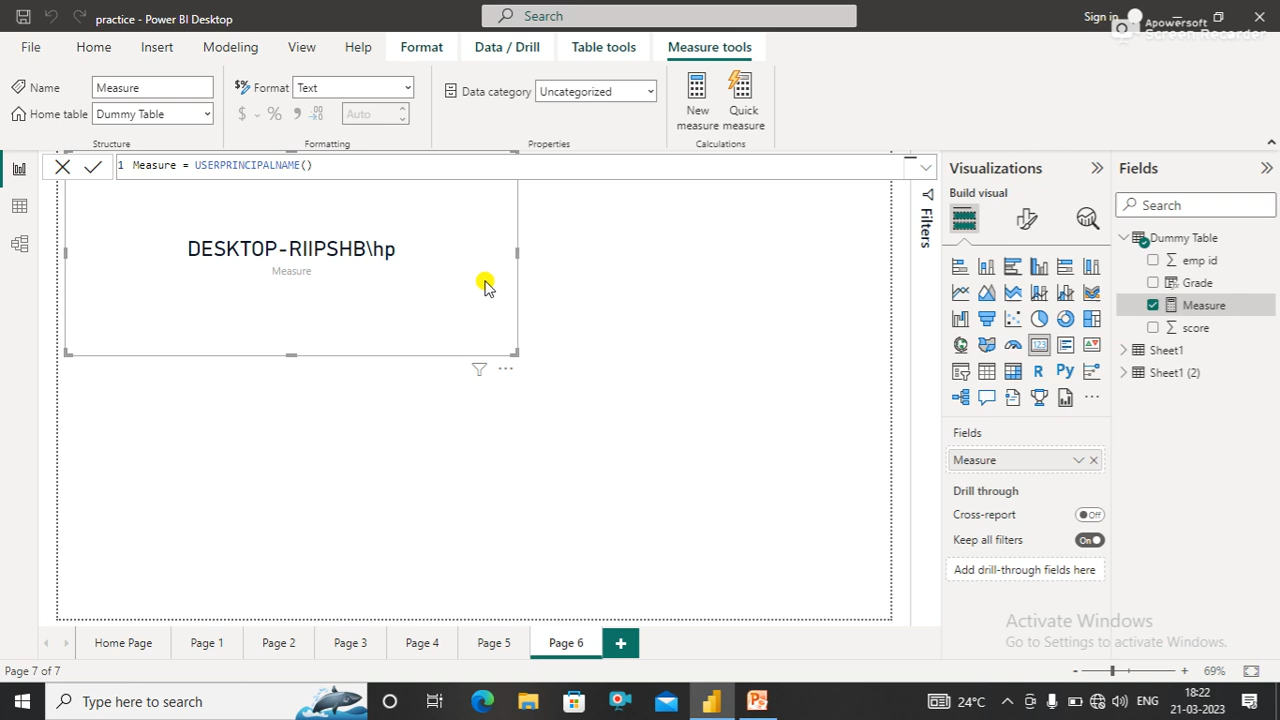 practice - Power BI Desktop
Search
Sign in
Apowersoft
Screen Recorder
File Home Insert Modeling View Help Format Data / Drill Table tools Measure tools
Name Measure
Home table Dummy Table
Structure
Format Text
$ % , .00 Auto
Formatting
Data category Uncategorized
Properties
New measure
Quick measure
Calculations
1 Measure = USERPRINCIPALNAME()
DESKTOP-RIIPSHB\hp
Measure
Filters
Visualizations
Build visual
123
R Py
Fields
Measure
Drill through
Cross-report Off
Keep all filters On
Add drill-through fields here
Fields
Search
Dummy Table
emp id
Grade
Measure
score
Sheet1
Sheet1 (2)
Activate Windows
Go to Settings to activate Windows.
Home Page Page 1 Page 2 Page 3 Page 4 Page 5 Page 6 +
Page 7 of 7
- + 69%
Type here to search
24°C
ENG
18:22
21-03-2023